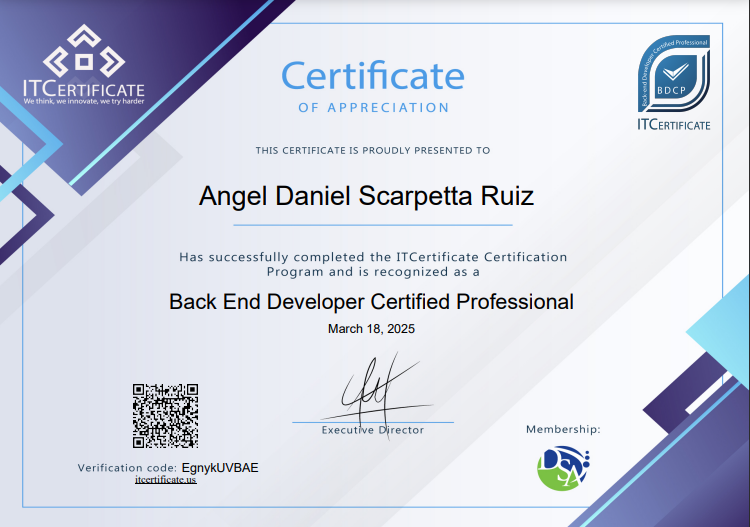 ITCERTIFICATE
We think, we innovate, we try harder
Certificate
OF APPRECIATION
Back-end Developer Certified Professional
BDCP
ITCERTIFICATE
THIS CERTIFICATE IS PROUDLY PRESENTED TO
Angel Daniel Scarpetta Ruiz
Has successfully completed the ITCertificate Certification
Program and is recognized as a
Back End Developer Certified Professional
March 18, 2025
Executive Director
Membership:
DSA
Verification code: EgnykUVBAE
itcertificate.us